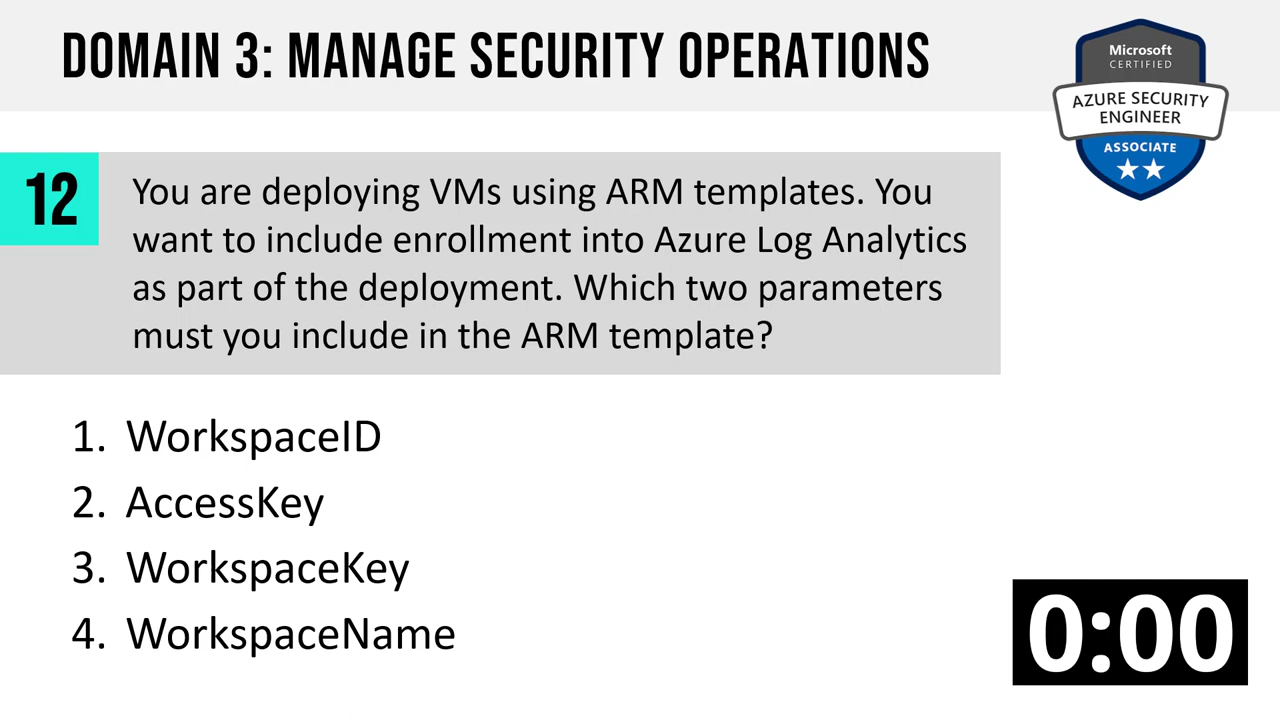 DOMAIN 3: MANAGE SECURITY OPERATIONS
Microsoft
CERTIFIED
AZURE SECURITY
ENGINEER
ASSOCIATE
12
You are deploying VMs using ARM templates. You
want to include enrollment into Azure Log Analytics
as part of the deployment. Which two parameters
must you include in the ARM template?
1. WorkspaceID
2. AccessKey
3. WorkspaceKey
4. WorkspaceName
0:00